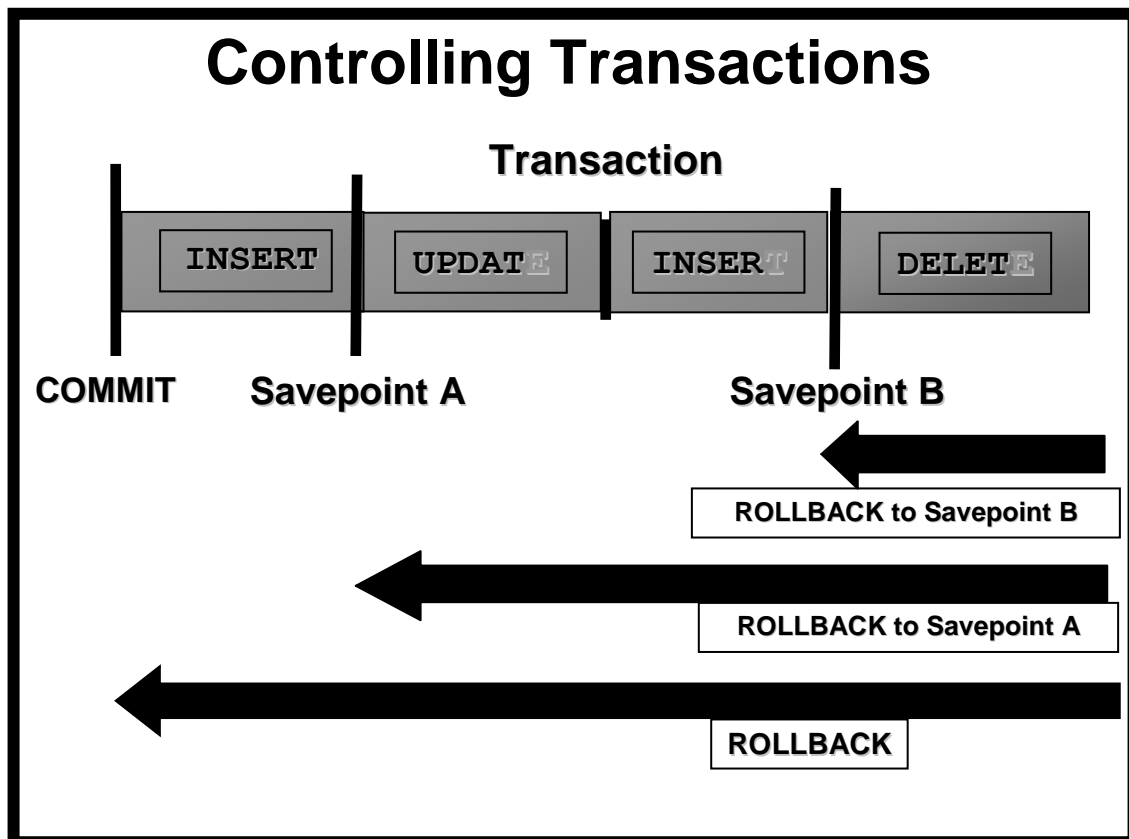 Controlling Transactions
Transaction
INSERT UPDATE INSERT DELETE
COMMIT Savepoint A Savepoint B
ROLLBACK to Savepoint B
ROLLBACK to Savepoint A
ROLLBACK